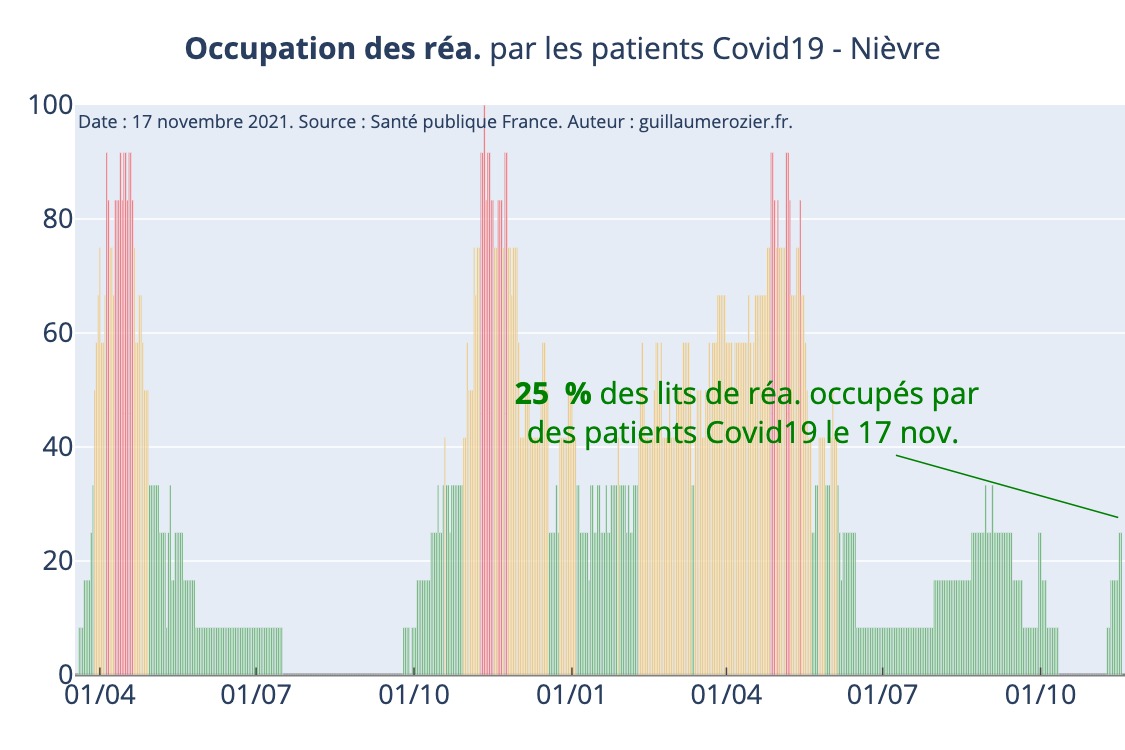 Occupation des réa. par les patients Covid19 - Nièvre
100
Date : 17 novembre 2021. Source : Santé publique France. Auteur : guillaumerozier.fr.
80
60
25 % des lits de réa. occupés par
des patients Covid19 le 17 nov.
40
20
0
01/04 01/07 01/10 01/01 01/04 01/07 01/10